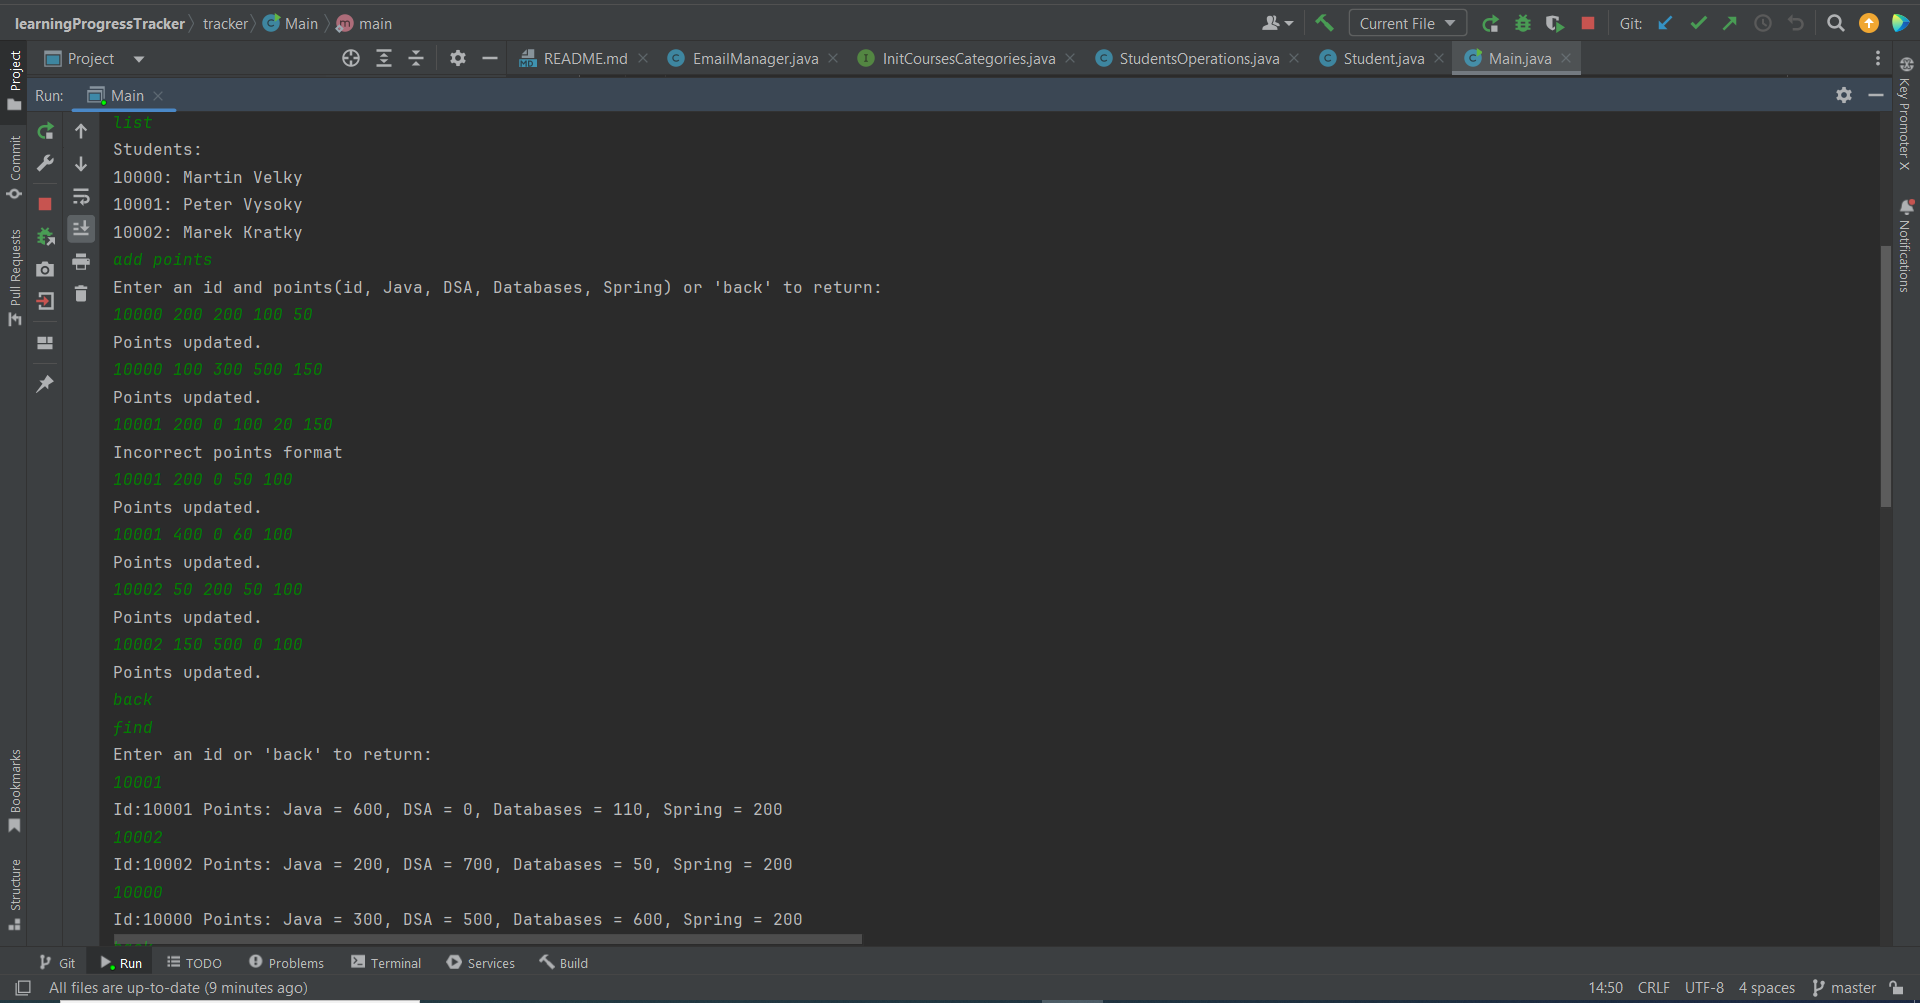 learningProgressTracker tracker Main main
Current File
Git:
Project
README.md
EmailManager.java
InitCoursesCategories.java
StudentsOperations.java
Student.java
Main.java
Run: Main
list
Students:
10000: Martin Velky
10001: Peter Vysoky
10002: Marek Kratky
add points
Enter an id and points(id, Java, DSA, Databases, Spring) or 'back' to return:
10000 200 200 100 50
Points updated.
10000 100 300 500 150
Points updated.
10001 200 0 100 20 150
Incorrect points format
10001 200 0 50 100
Points updated.
10001 400 0 60 100
Points updated.
10002 50 200 50 100
Points updated.
10002 150 500 0 100
Points updated.
back
find
Enter an id or 'back' to return:
10001
Id:10001 Points: Java = 600, DSA = 0, Databases = 110, Spring = 200
10002
Id:10002 Points: Java = 200, DSA = 700, Databases = 50, Spring = 200
10000
Id:10000 Points: Java = 300, DSA = 500, Databases = 600, Spring = 200
Project
Commit
Pull Requests
Bookmarks
Structure
Key Promoter X
Notifications
Git Run TODO Problems Terminal Services Build
All files are up-to-date (9 minutes ago)
14:50 CRLF UTF-8 4 spaces master